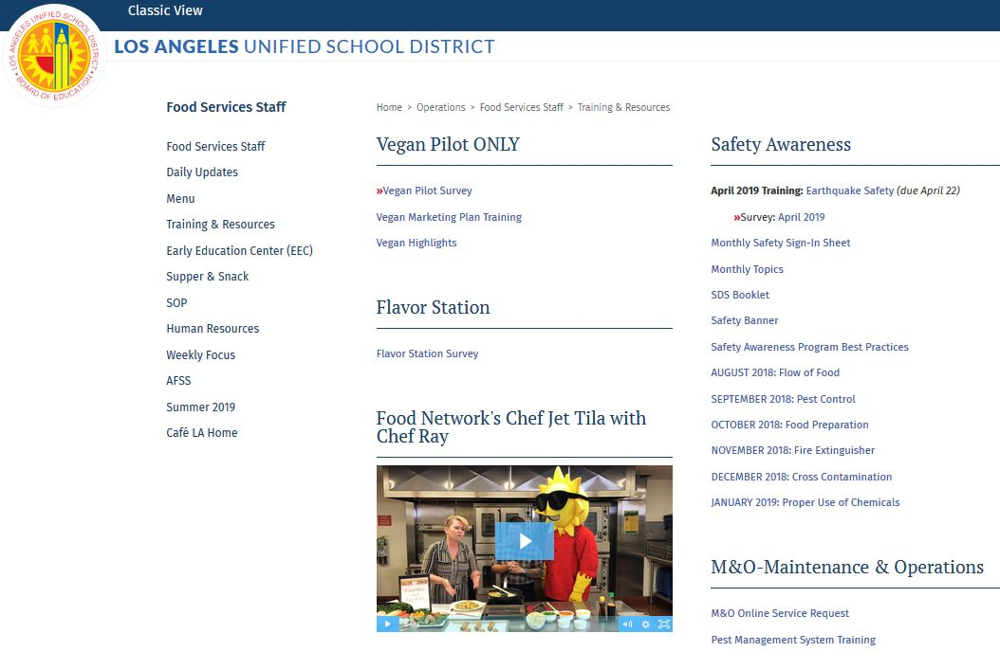 Classic View
LOS ANGELES UNIFIED SCHOOL DISTRICT
LOS ANGELES UNIFIED SCHOOL DISTRICT
BOARD OF EDUCATION
Food Services Staff
Food Services Staff
Daily Updates
Menu
Training & Resources
Early Education Center (EEC)
Supper & Snack
SOP
Human Resources
Weekly Focus
AFSS
Summer 2019
Café LA Home
Home > Operations > Food Services Staff > Training & Resources
Vegan Pilot ONLY
»Vegan Pilot Survey
Vegan Marketing Plan Training
Vegan Highlights
Flavor Station
Flavor Station Survey
Food Network's Chef Jet Tila with
Chef Ray
Safety Awareness
April 2019 Training: Earthquake Safety (due April 22)
»Survey: April 2019
Monthly Safety Sign-In Sheet
Monthly Topics
SDS Booklet
Safety Banner
Safety Awareness Program Best Practices
AUGUST 2018: Flow of Food
SEPTEMBER 2018: Pest Control
OCTOBER 2018: Food Preparation
NOVEMBER 2018: Fire Extinguisher
DECEMBER 2018: Cross Contamination
JANUARY 2019: Proper Use of Chemicals
M&O-Maintenance & Operations
M&O Online Service Request
Pest Management System Training